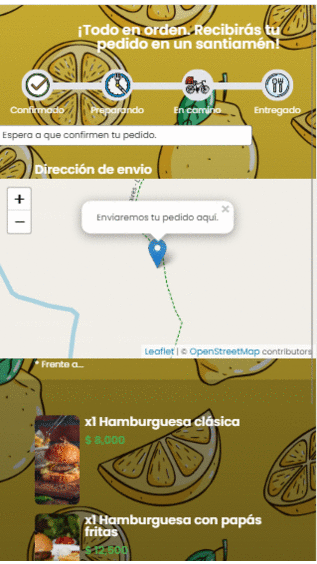 ¡Todo en orden. Recibirás tu
pedido en un santiamén!
Confirmado Preparando En camino Entregado
Espera a que confirmen tu pedido.
Dirección de envio
+
Enviaremos tu pedido aquí. ×
−
Leaflet | © OpenStreetMap contributors
* Frente a...
x1 Hamburguesa clásica
$ 8,000
x1 Hamburguesa con papás
fritas
$ 12,600